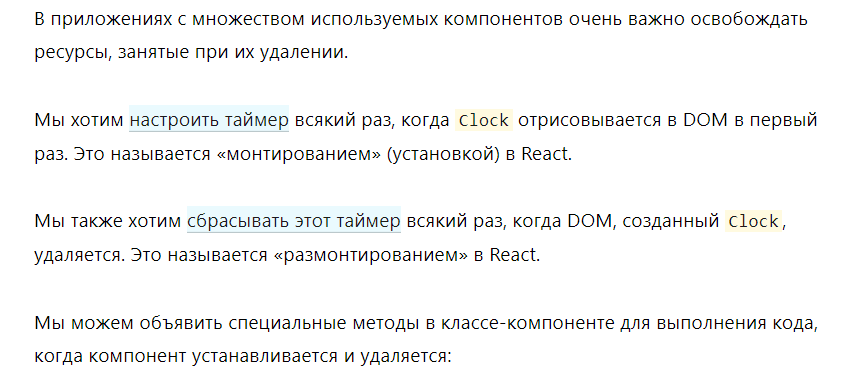 В приложениях с множеством используемых компонентов очень важно освобождать
ресурсы, занятые при их удалении.
Мы хотим настроить таймер всякий раз, когда Clock отрисовывается в DOM в первый
раз. Это называется «монтированием» (установкой) в React.
Мы также хотим сбрасывать этот таймер всякий раз, когда DOM, созданный Clock,
удаляется. Это называется «размонтированием» в React.
Мы можем объявить специальные методы в классе-компоненте для выполнения кода,
когда компонент устанавливается и удаляется: